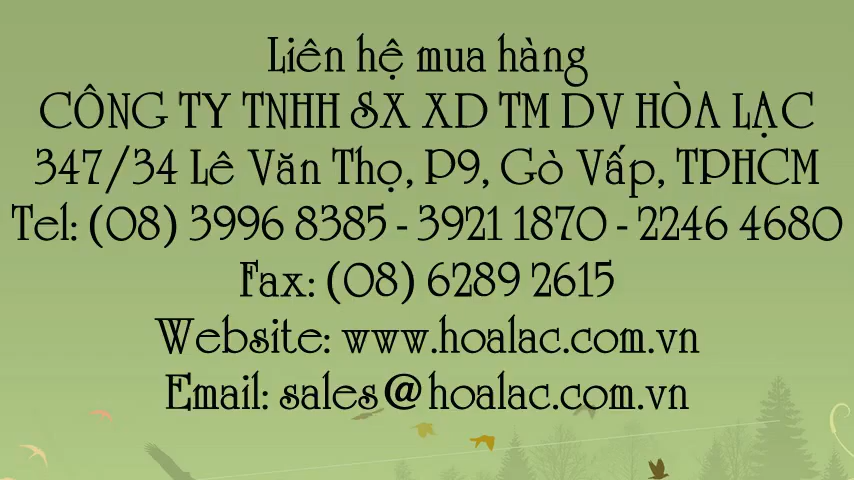 Liên hệ mua hàng
CÔNG TY TNHH SX XD TM DV HÒA LẠC
347/34 Lê Văn Thọ, P9, Gò Vấp, TPHCM
Tel: (08) 3996 8385 - 3921 1870 - 2246 4680
Fax: (08) 6289 2615
Website: www.hoalac.com.vn
Email: sales@hoalac.com.vn